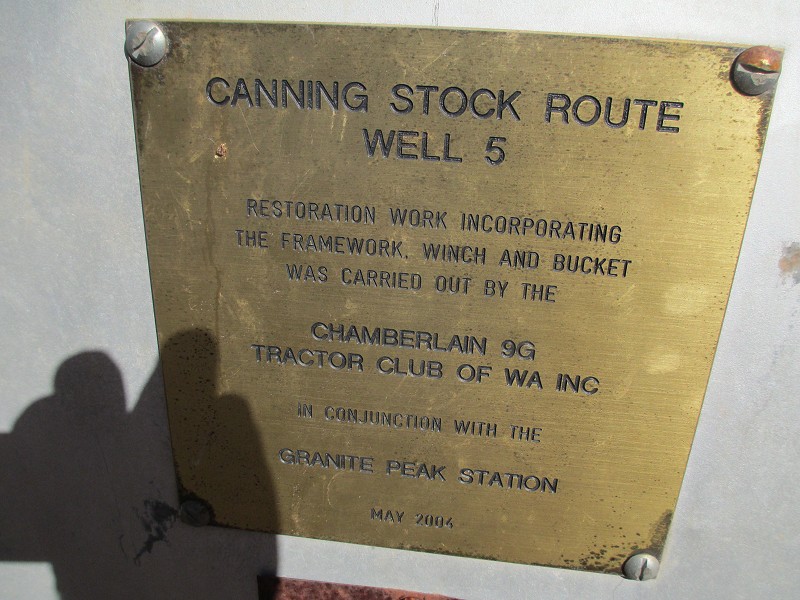 CANNING STOCK ROUTE
WELL 5
RESTORATION WORK INCORPORATING
THE FRAMEWORK, WINCH AND BUCKET
WAS CARRIED OUT BY THE
CHAMBERLAIN 9G
TRACTOR CLUB OF WA INC
IN CONJUNCTION WITH THE
GRANITE PEAK STATION
MAY 2004